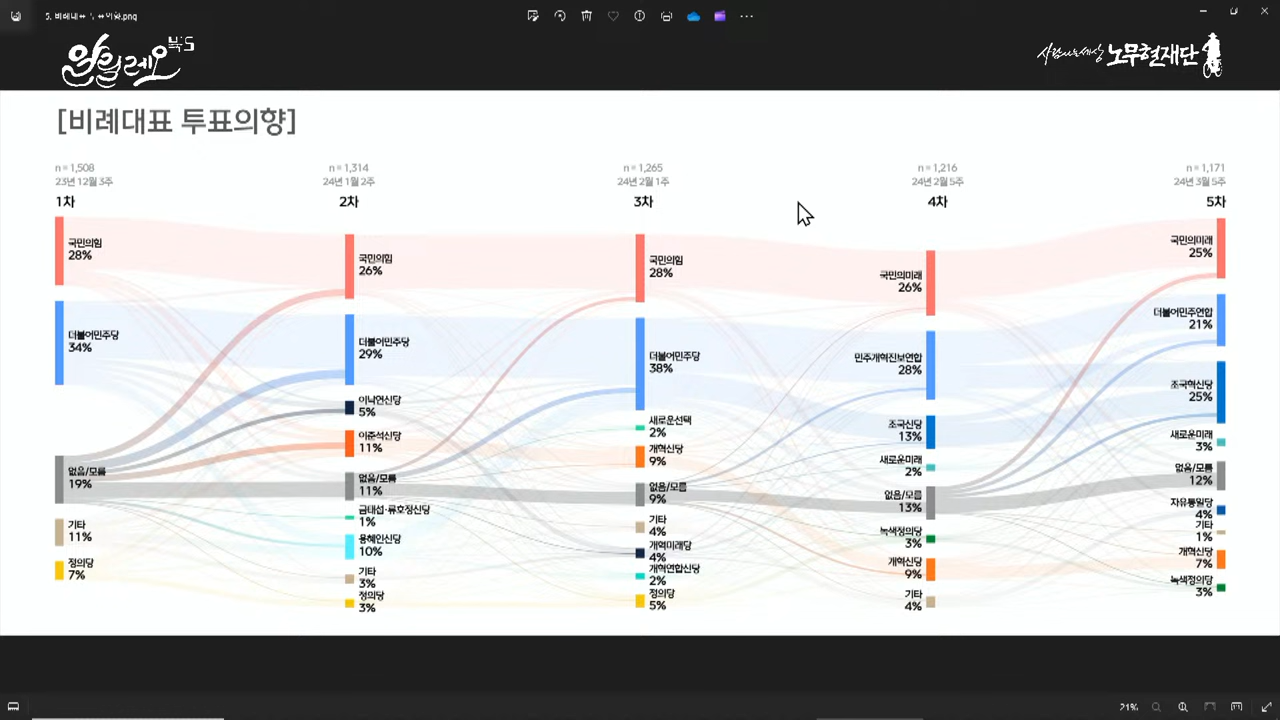 알릴레오 북's
사람사는세상 노무현재단
[비례대표 투표의향]
n = 1,508
23년 12월 3주
1차
국민의힘
28%
더불어민주당
34%
없음/모름
19%
기타
11%
정의당
7%
n = 1,314
24년 1월 2주
2차
국민의힘
26%
더불어민주당
29%
이낙연신당
5%
이준석신당
11%
없음/모름
11%
금태섭·류호정신당
1%
용혜인신당
10%
기타
3%
정의당
3%
n = 1,265
24년 2월 1주
3차
국민의힘
28%
더불어민주당
38%
새로운선택
2%
개혁신당
9%
없음/모름
9%
기타
4%
개혁미래당
4%
개혁연합신당
2%
정의당
5%
n = 1,216
24년 2월 5주
4차
국민의미래
26%
민주개혁진보연합
28%
조국신당
13%
새로운미래
2%
없음/모름
13%
녹색정의당
3%
개혁신당
9%
기타
4%
n = 1,171
24년 3월 5주
5차
국민의미래
25%
더불어민주연합
21%
조국혁신당
25%
새로운미래
3%
없음/모름
12%
자유통일당
4%
기타
1%
개혁신당
7%
녹색정의당
3%
21%